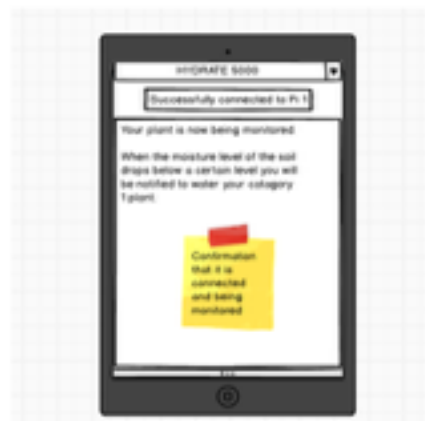 HYDRATE 5000
Successfully connected to Pi 1
Your plant is now being monitored
When the moisture level of the soil
drops below a certain level you will
be notified to water your catagory
1 plant.
Confirmation
that it is
connected
and being
monitored